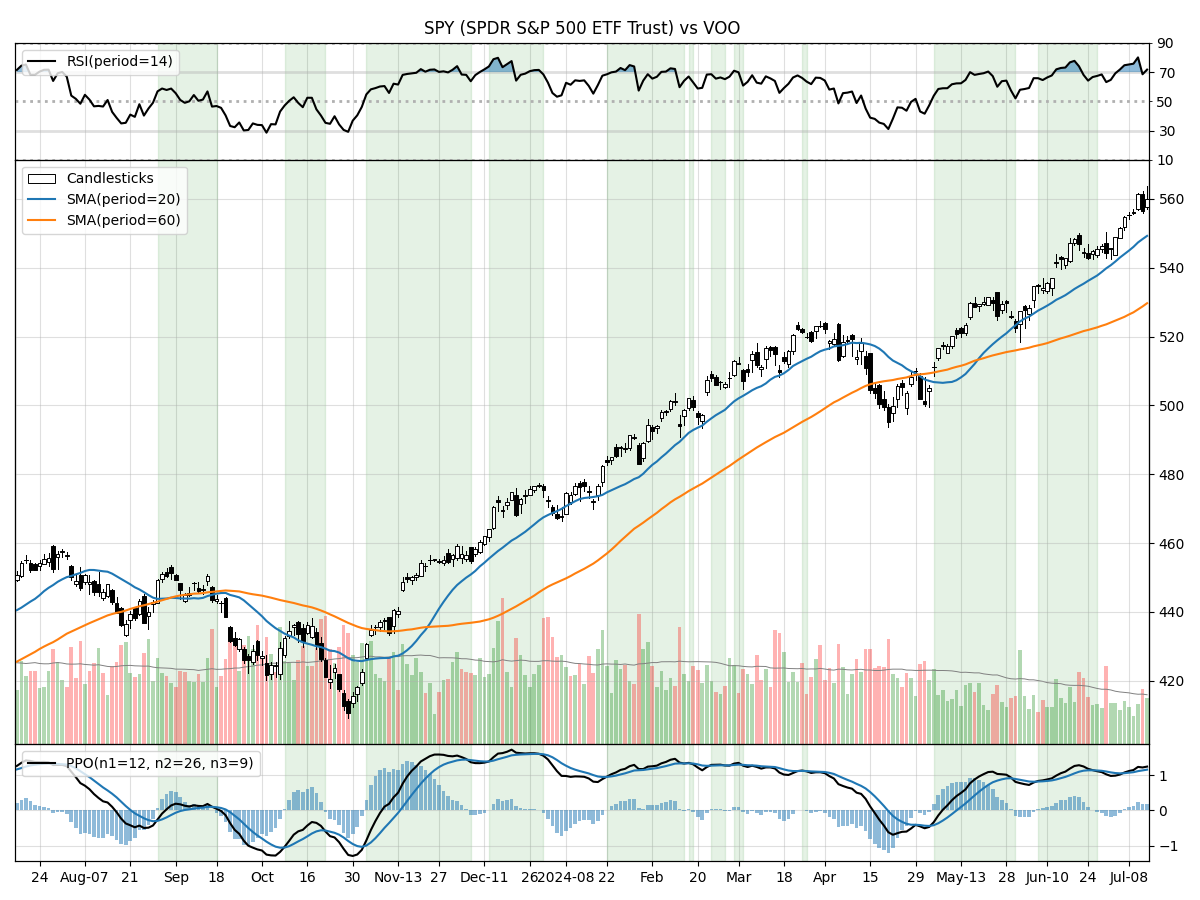 SPY (SPDR S&P 500 ETF Trust) vs VOO
RSI(period=14)
90
70
50
30
10
Candlesticks
SMA(period=20)
SMA(period=60)
560
540
520
500
480
460
440
420
PPO(n1=12, n2=26, n3=9)
1
0
−1
24 Aug-07 21 Sep 18 Oct 16 30 Nov-13 27 Dec-11 26 2024-08 22 Feb 20 Mar 18 Apr 15 29 May-13 28 Jun-10 24 Jul-08